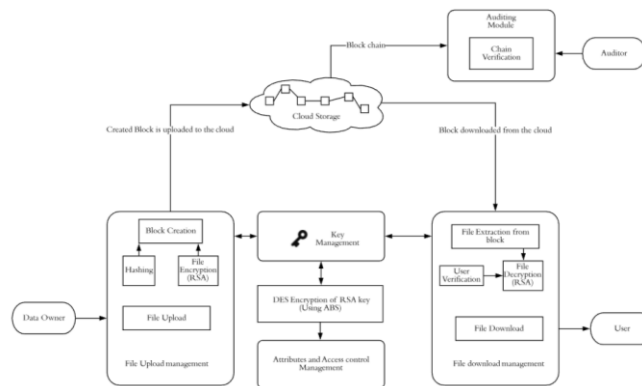 Auditing
Module
Chain
Verification
Auditor
Block chain
Cloud Storage
Created Block is uploaded to the cloud
Block downloaded from the cloud
Block Creation
Hashing
File
Encryption
(RSA)
File Upload
File Upload management
Data Owner
Key
Management
DES Encryption of RSA key
(Using ABS)
Attributes and Access control
Management
File Extraction from
block
User
Verification
File
Decryption
(RSA)
File Download
File download management
User